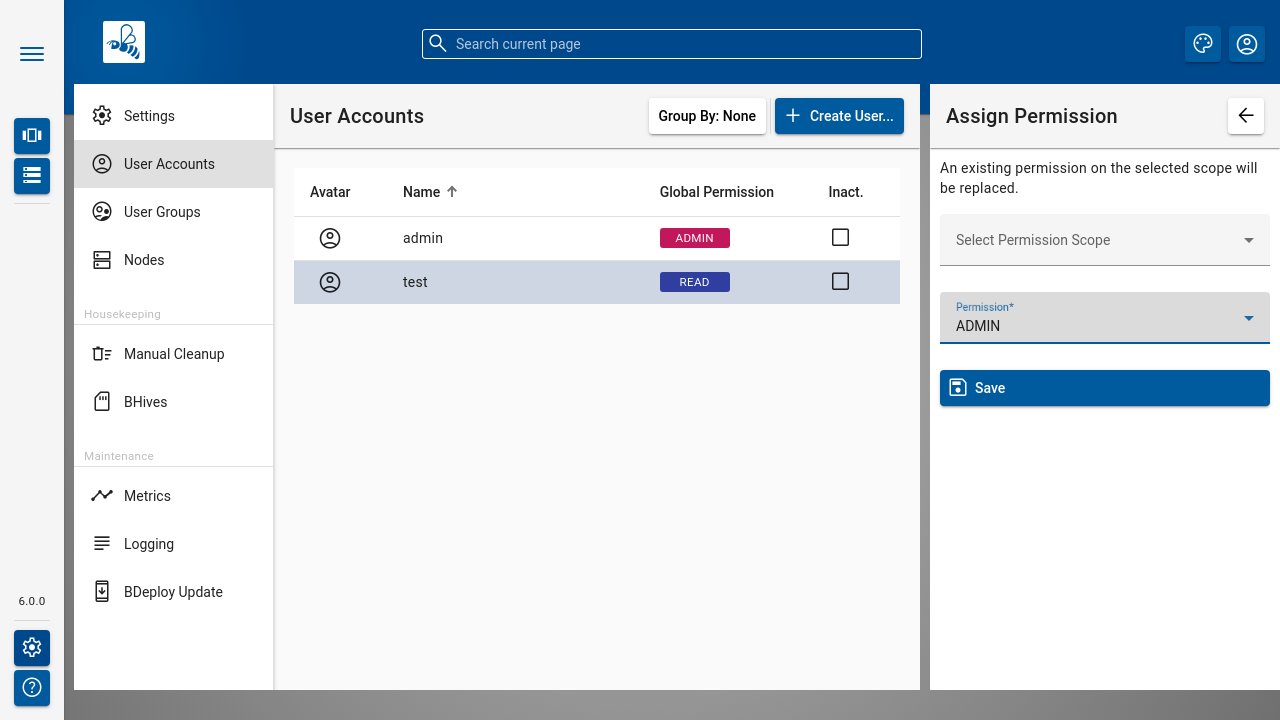 Search current page
Settings
User Accounts
User Groups
Nodes
Housekeeping
Manual Cleanup
BHives
Maintenance
Metrics
Logging
BDeploy Update
6.0.0
User Accounts
Group By: None
Create User...
Avatar Name Global Permission Inact.
admin ADMIN
test READ
Assign Permission
An existing permission on the selected scope will
be replaced.
Select Permission Scope
Permission*
ADMIN
Save